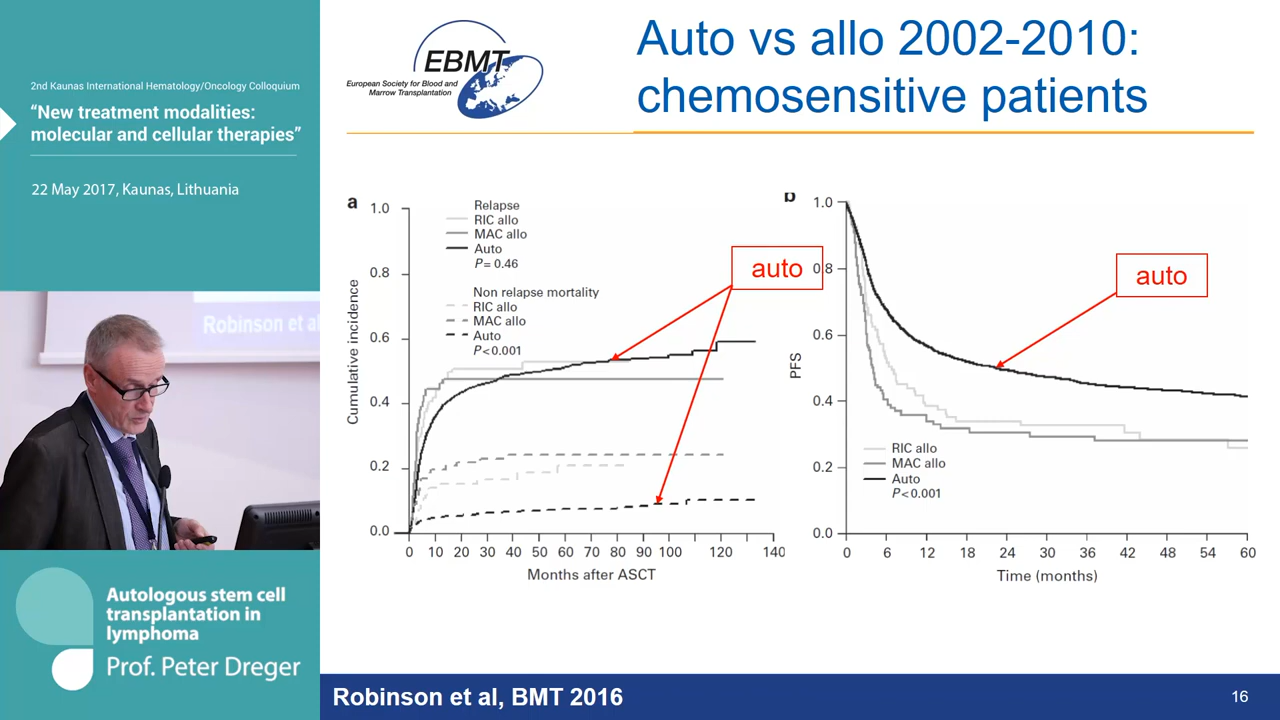 2nd Kaunas International Hematology/Oncology Colloquium
“New treatment modalities:
molecular and cellular therapies”
22 May 2017, Kaunas, Lithuania
Robinson et al
Autologous stem cell
transplantation in
lymphoma
Prof. Peter Dreger
EBMT
European Society for Blood and
Marrow Transplantation
Auto vs allo 2002-2010:
chemosensitive patients
a
1.0
0.8
0.6
0.4
0.2
0.0
Cumulative incidence
Relapse
RIC allo
MAC allo
Auto
P= 0.46
Non relapse mortality
RIC allo
MAC allo
Auto
P<0.001
0 10 20 30 40 50 60 70 80 90 100 120 140
Months after ASCT
auto
b
1.0
0.8
0.6
0.4
0.2
0.0
PFS
auto
RIC allo
MAC allo
Auto
P<0.001
0 6 12 18 24 30 36 42 48 54 60
Time (months)
Robinson et al, BMT 2016
16